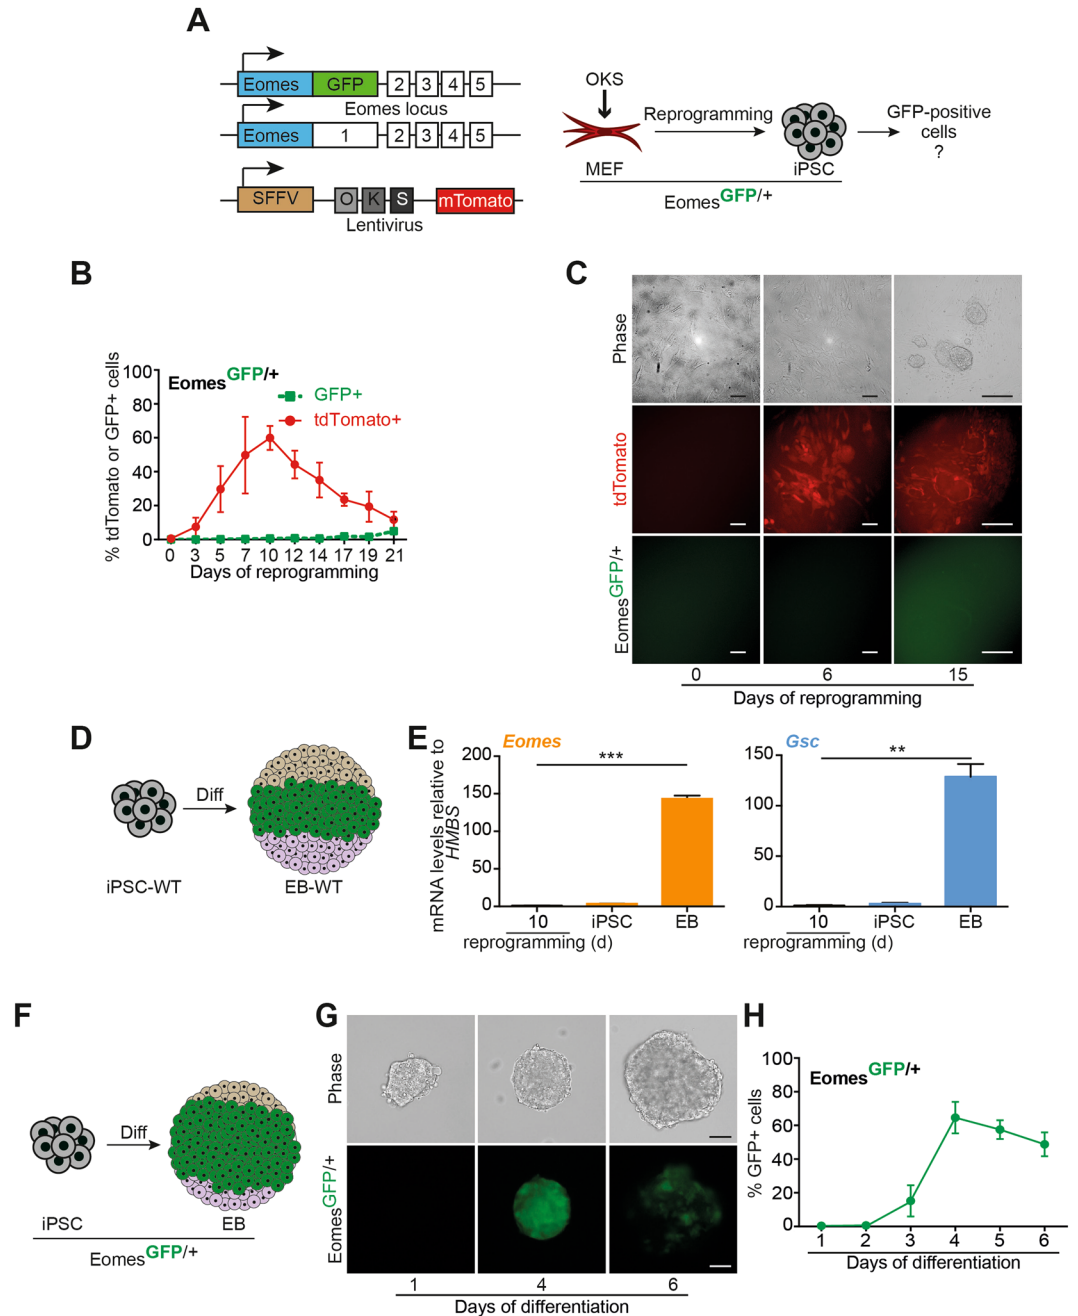 A
Eomes GFP 2 3 4 5
Eomes locus
Eomes 1 2 3 4 5
SFFV O K S mTomato
Lentivirus
OKS
Reprogramming
MEF
iPSC
GFP-positive
cells
?
EomesGFP/+
B
% tdTomato or GFP+ cells
100
80
60
40
20
0
EomesGFP/+
GFP+
tdTomato+
0 3 5 7 10 12 14 17 19 21
Days of reprogramming
C
Phase
tdTomato
EomesGFP/+
0 6 15
Days of reprogramming
D
Diff
iPSC-WT
EB-WT
E
mRNA levels relative to
HMBS
Eomes
***
200
150
100
50
0
10 iPSC EB
reprogramming (d)
Gsc
**
150
100
50
0
10 iPSC EB
reprogramming (d)
F
Diff
iPSC
EB
EomesGFP/+
G
Phase
EomesGFP/+
1 4 6
Days of differentiation
H
% GFP+ cells
100
80
60
40
20
0
EomesGFP/+
1 2 3 4 5 6
Days of differentiation